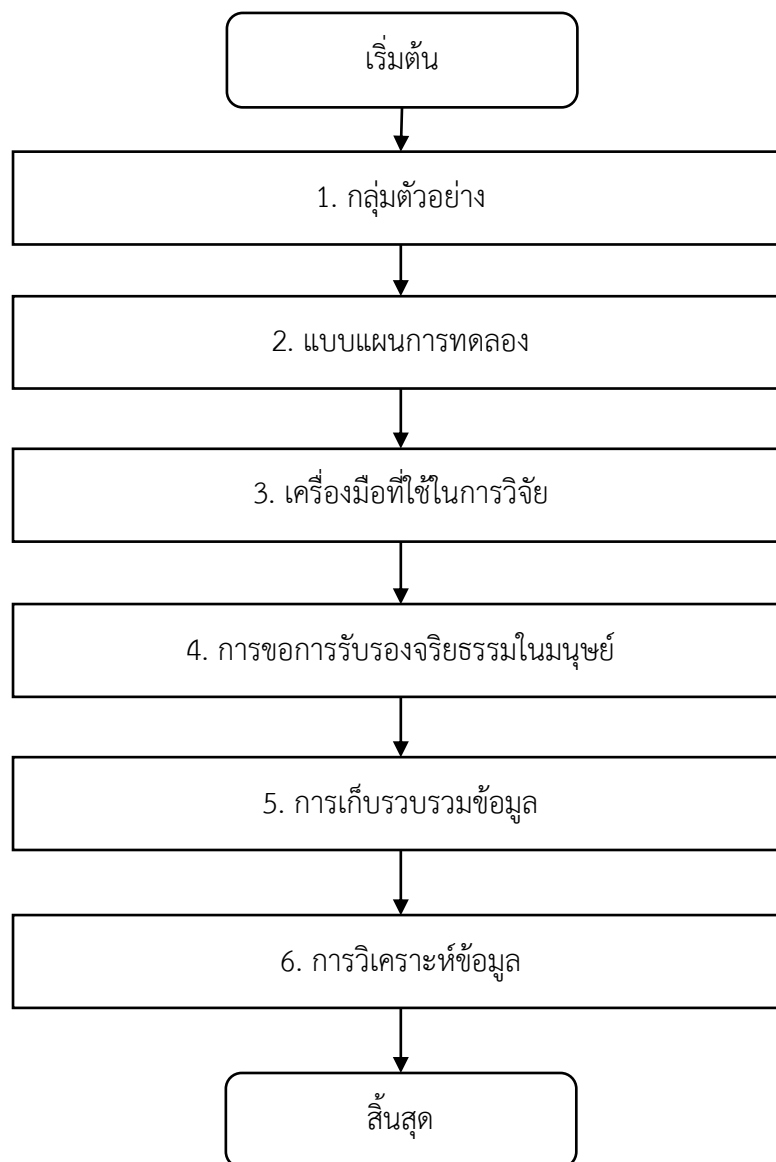 เริ่มต้น
1. กลุ่มตัวอย่าง
2. แบบแผนการทดลอง
3. เครื่องมือที่ใช้ในการวิจัย
4. การขอการรับรองจริยธรรมในมนุษย์
5. การเก็บรวบรวมข้อมูล
6. การวิเคราะห์ข้อมูล
สิ้นสุด